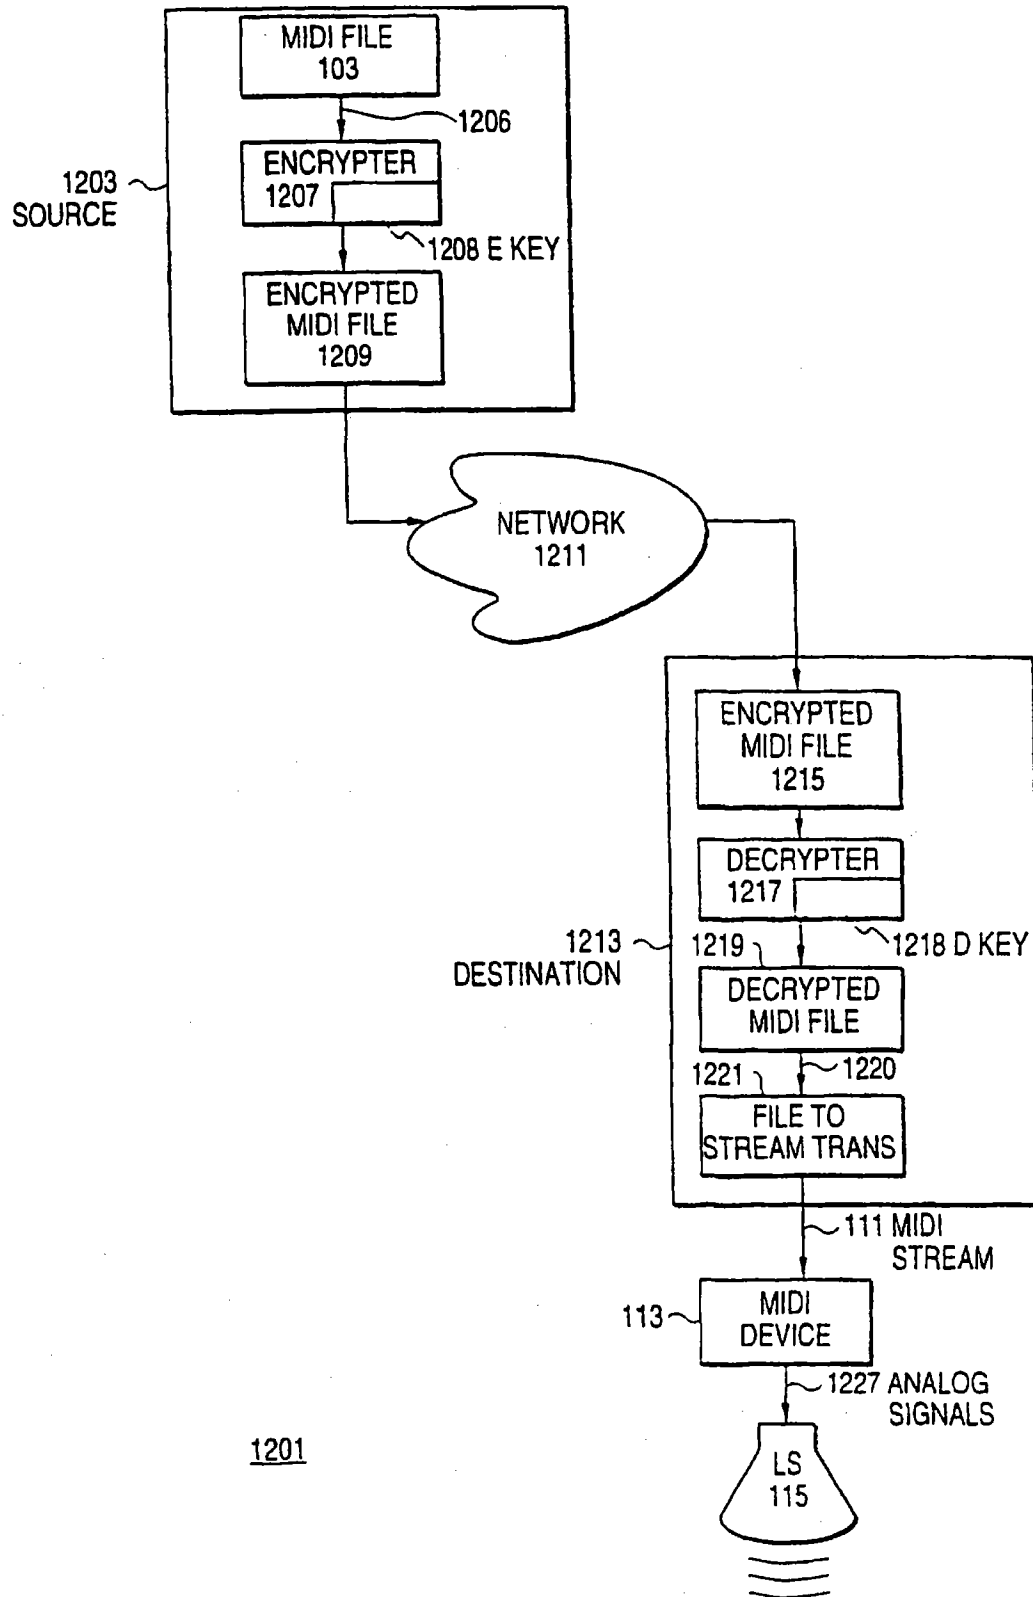 MIDI FILE
103
1206
ENCRYPTER
1207
1203
SOURCE
1208 E KEY
ENCRYPTED
MIDI FILE
1209
NETWORK
1211
ENCRYPTED
MIDI FILE
1215
DECRYPTER
1217
1218 D KEY
1213
DESTINATION
1219
DECRYPTED
MIDI FILE
1220
1221
FILE TO
STREAM TRANS
111 MIDI
STREAM
113
MIDI
DEVICE
1227 ANALOG
SIGNALS
LS
115
1201